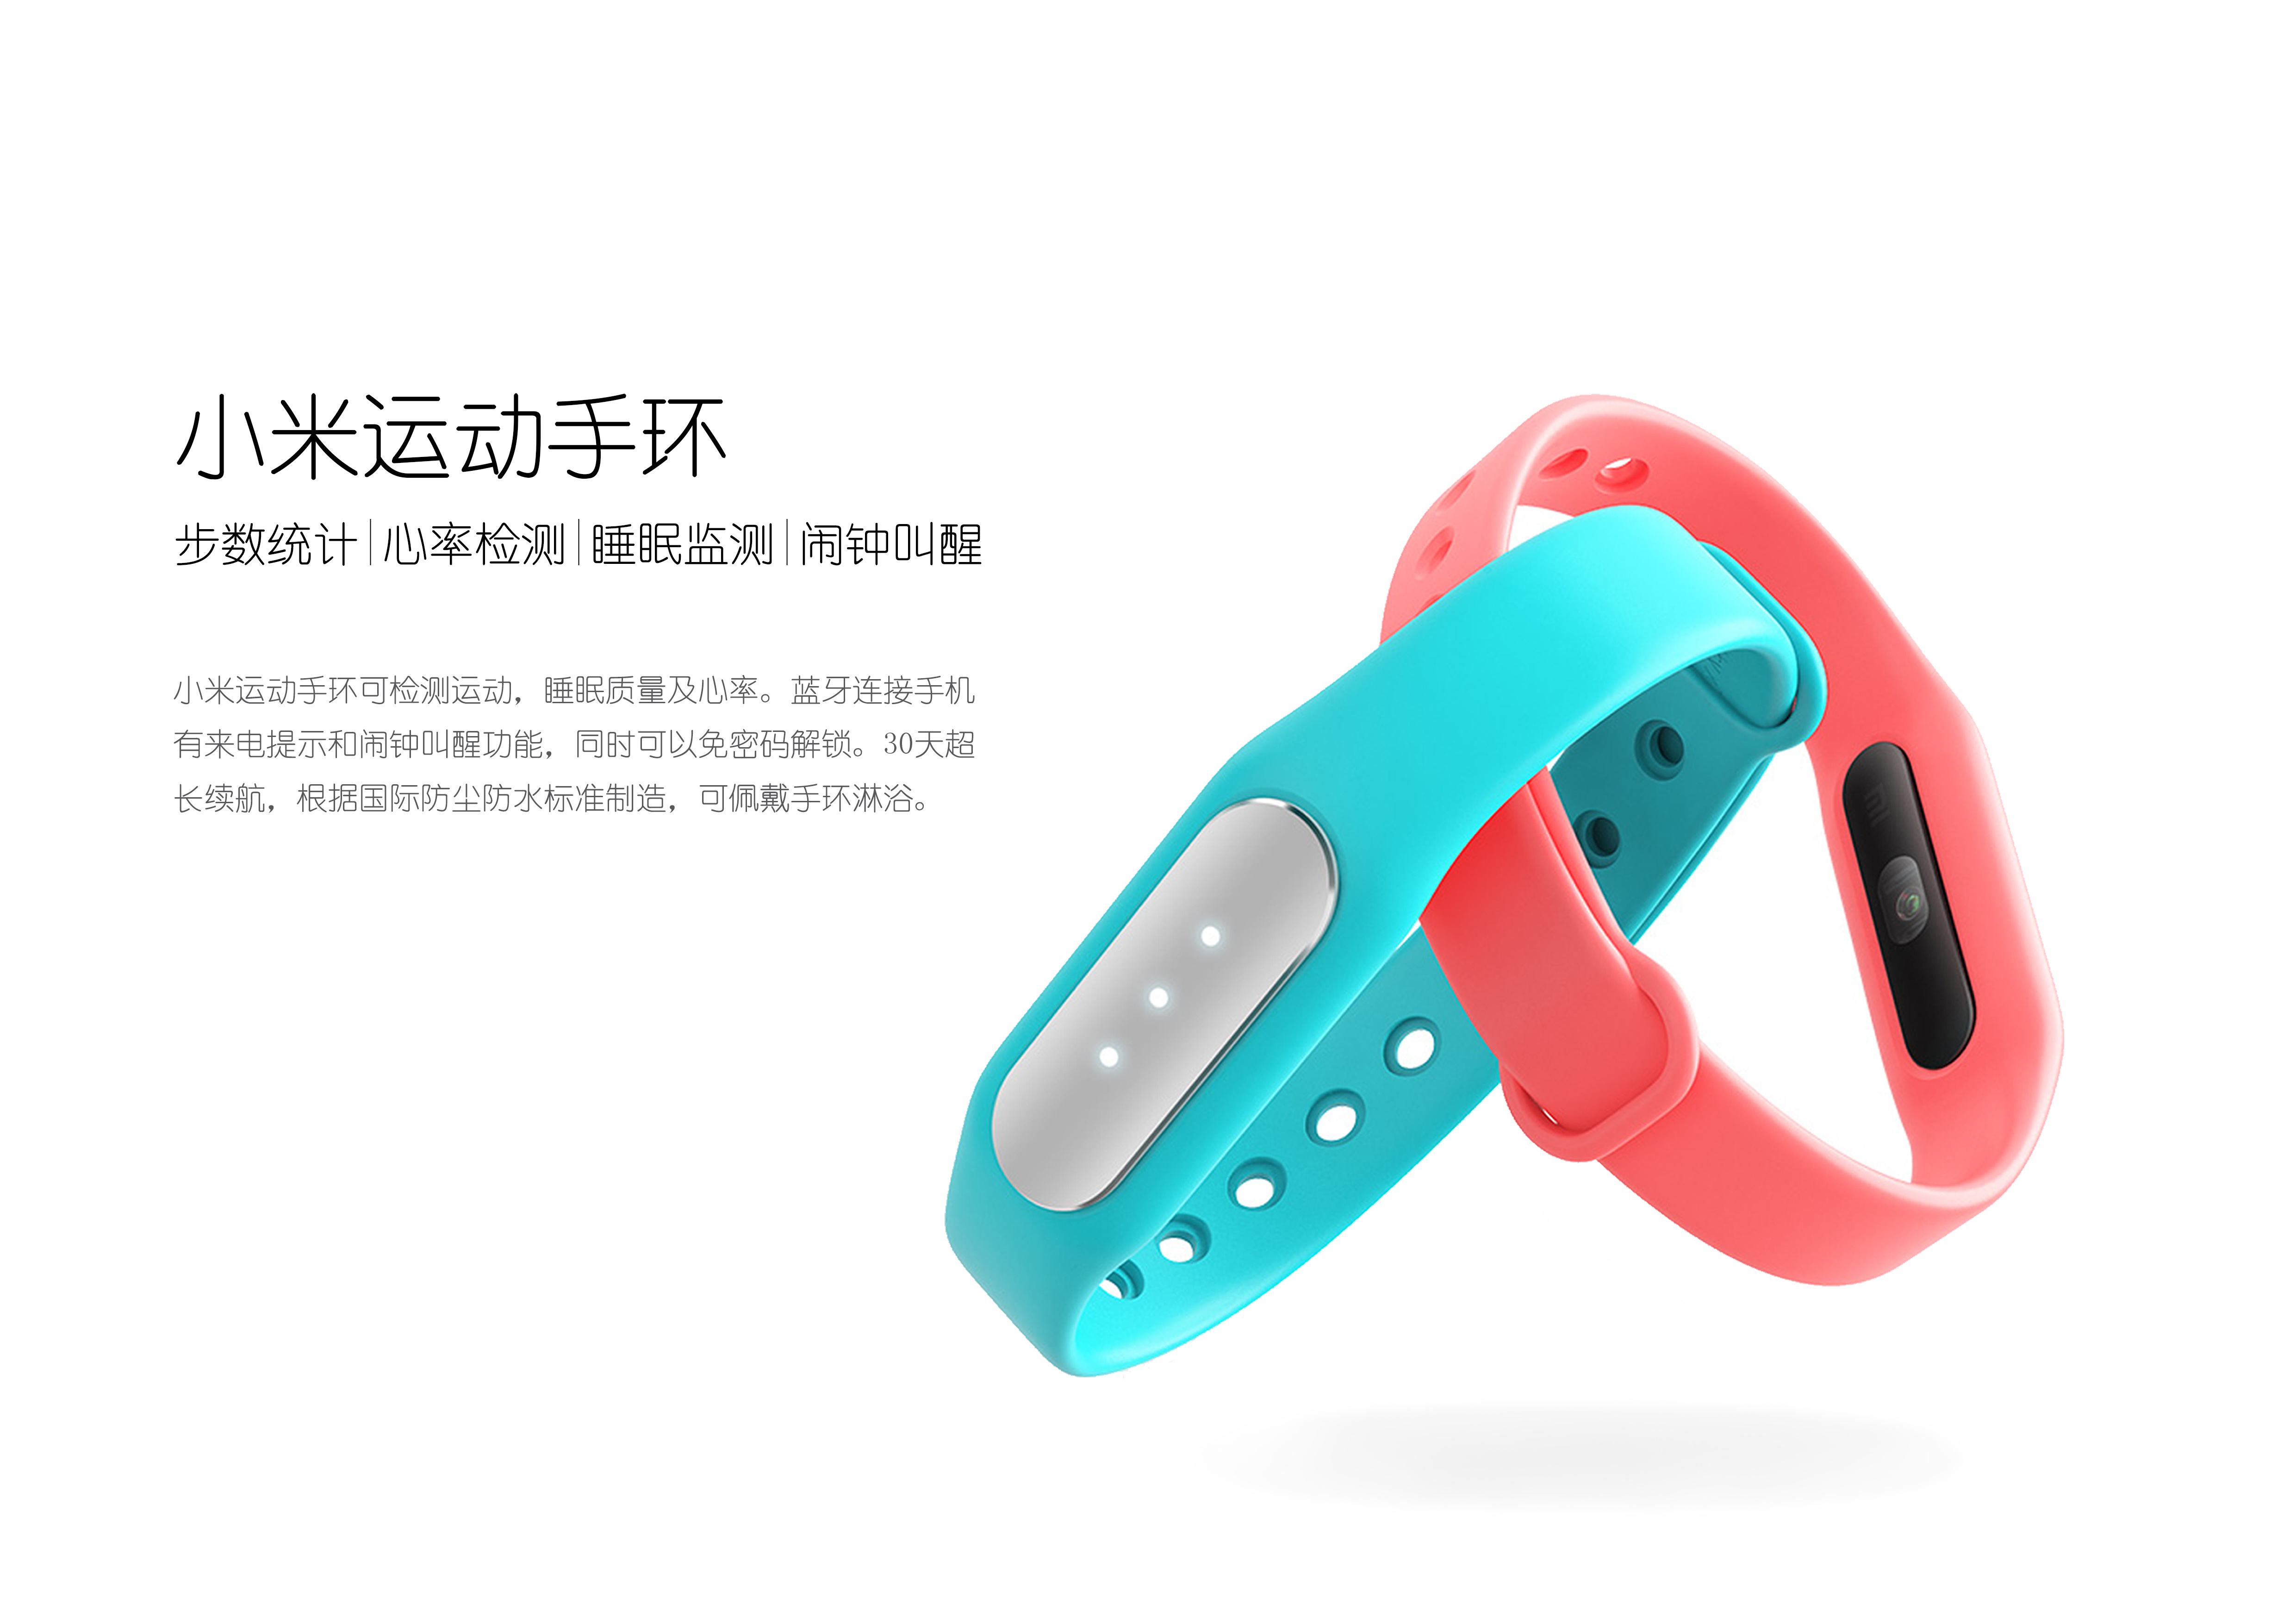 小米运动手环
步数统计|心率检测|睡眠监测|闹钟叫醒
小米运动手环可检测运动，睡眠质量及心率。蓝牙连接手机
有来电提示和闹钟叫醒功能，同时可以免密码解锁。30天超
长续航，根据国际防尘防水标准制造，可佩戴手环淋浴。